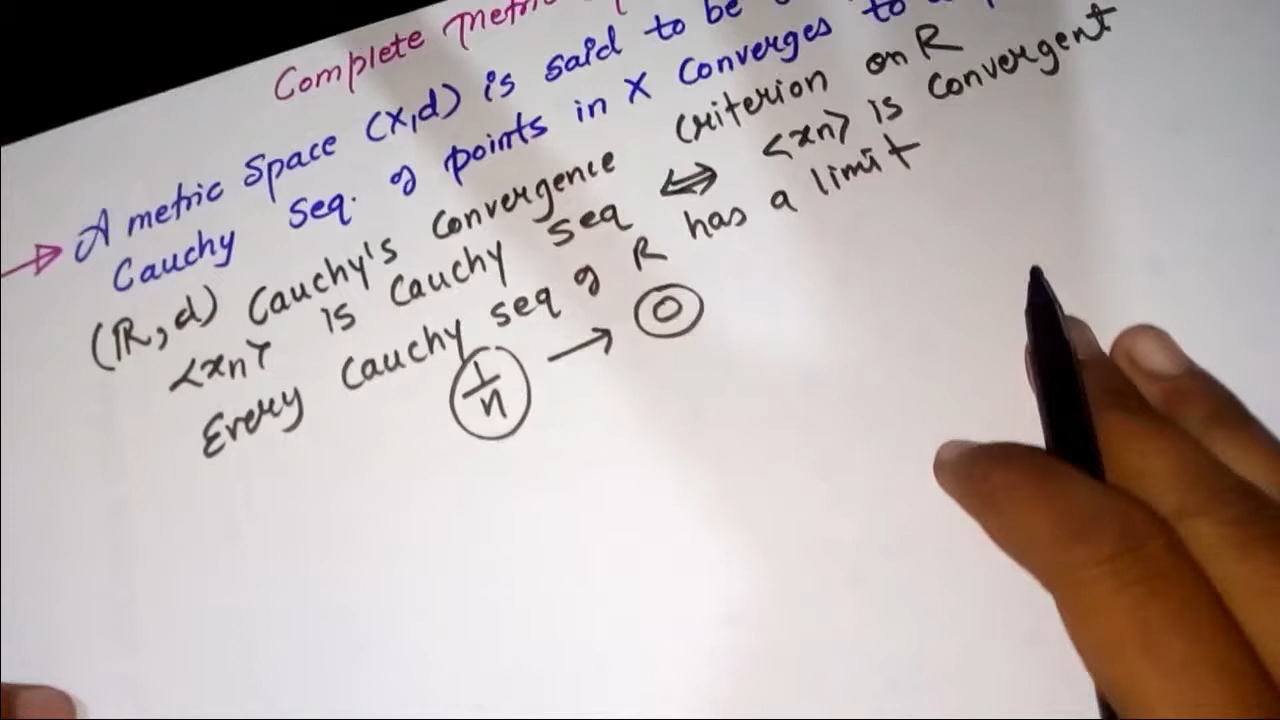 Complete Metric
A metric Space (X,d) is said to be
Cauchy seq. of points in X Converges to
(R,d) Cauchy's Convergence Criterion on R
<xn> is Cauchy seq ⇔ <xn> is convergent
Every Cauchy seq of R has a limit
1/n → 0